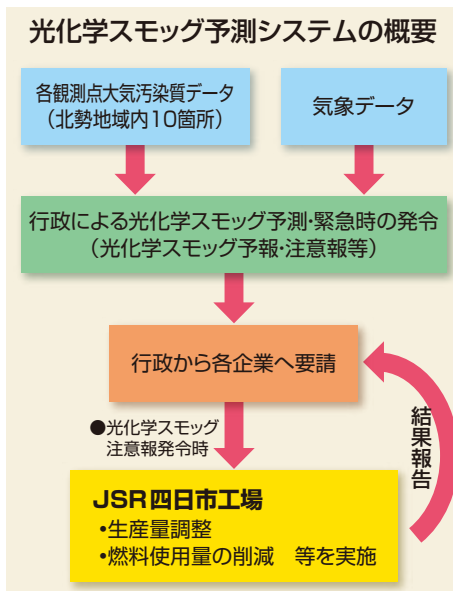 光化学スモッグ予測システムの概要
各観測点大気汚染質データ
（北勢地域内10箇所）
気象データ
行政による光化学スモッグ予測・緊急時の発令
（光化学スモッグ予報・注意報等）
行政から各企業へ要請
●光化学スモッグ
注意報発令時
結果報告
JSR四日市工場
・生産量調整
・燃料使用量の削減　等を実施